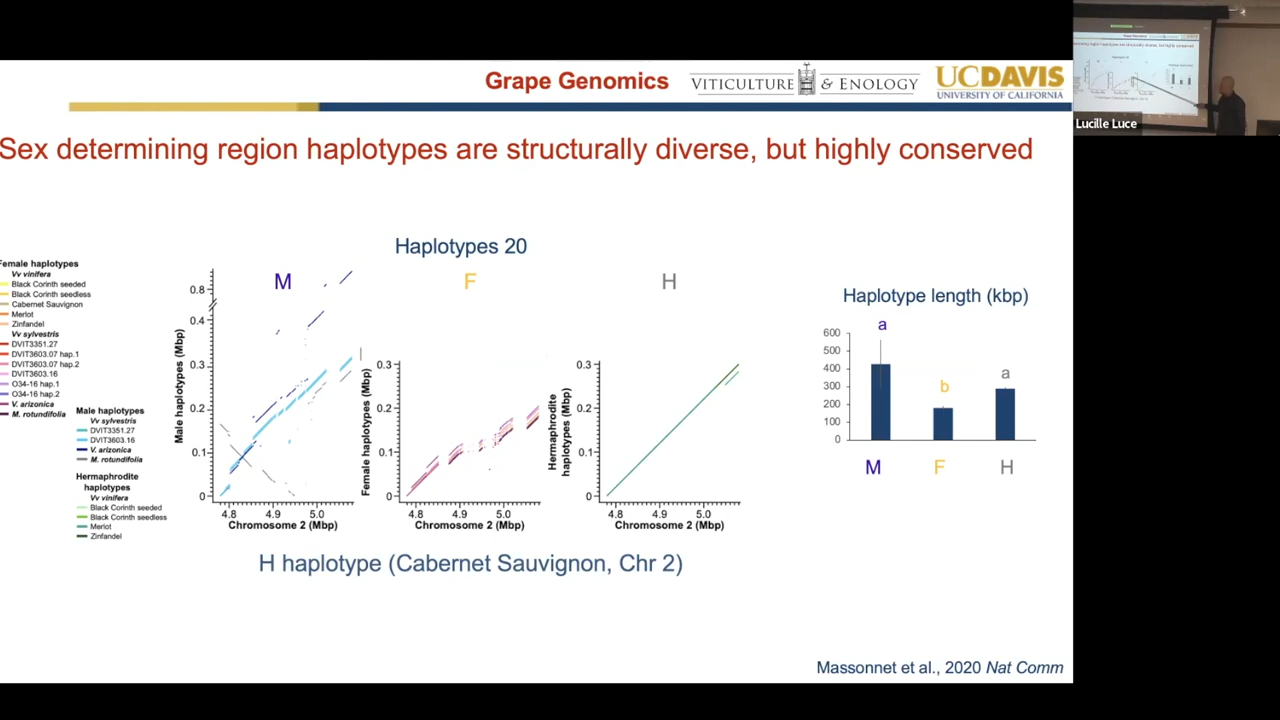 Grape Genomics
VITICULTURE & ENOLOGY
UCDAVIS
UNIVERSITY OF CALIFORNIA
Lucille Luce
Sex determining region haplotypes are structurally diverse, but highly conserved
Haplotypes 20
M
F
H
Female haplotypes
Vv vinifera
Black Corinth seeded
Black Corinth seedless
Cabernet Sauvignon
Merlot
Zinfandel
Vv sylvestris
DVIT3351.27
DVIT3603.07 hap.1
DVIT3603.07 hap.2
DVIT3603.16
O34-16 hap.1
O34-16 hap.2
V. arizonica
M. rotundifolia
Male haplotypes
Vv sylvestris
DVIT3351.27
DVIT3603.16
V. arizonica
M. rotundifolia
Hermaphrodite
haplotypes
Vv vinifera
Black Corinth seeded
Black Corinth seedless
Merlot
Zinfandel
Male haplotypes (Mbp)
0.8
0.4
0.3
0.2
0.1
0
4.8 4.9 5.0
Chromosome 2 (Mbp)
Female haplotypes (Mbp)
0.3
0.2
0.1
0
4.8 4.9 5.0
Chromosome 2 (Mbp)
Hermaphrodite
haplotypes (Mbp)
0.3
0.2
0.1
0
4.8 4.9 5.0
Chromosome 2 (Mbp)
H haplotype (Cabernet Sauvignon, Chr 2)
Haplotype length (kbp)
600
500
400
300
200
100
0
a
b
a
M F H
Massonnet et al., 2020 Nat Comm